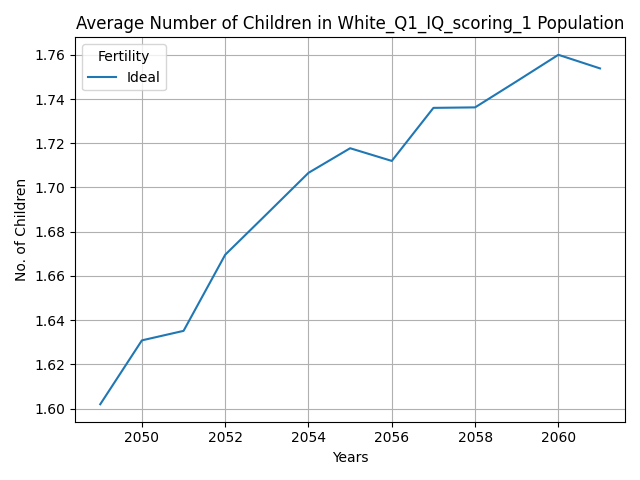 Average Number of Children in White_Q1_IQ_scoring_1 Population
Fertility
Ideal
No. of Children
1.76
1.74
1.72
1.70
1.68
1.66
1.64
1.62
1.60
2050 2052 2054 2056 2058 2060
Years